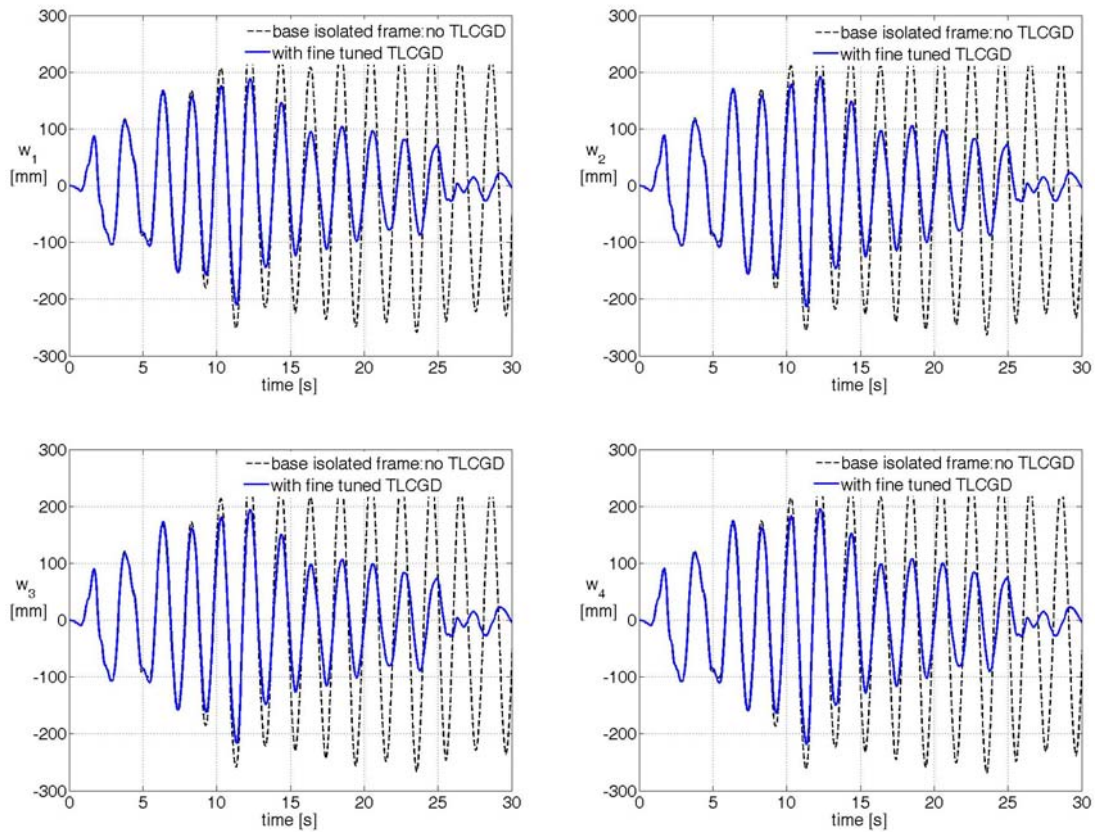 300
base isolated frame:no TLCGD
with fine tuned TLCGD
200
100
w1
[mm]
0
-100
-200
-300
0 5 10 15 20 25 30
time [s]
300
base isolated frame:no TLCGD
with fine tuned TLCGD
200
100
w2
[mm]
0
-100
-200
-300
0 5 10 15 20 25 30
time [s]
300
base isolated frame:no TLCGD
with fine tuned TLCGD
200
100
w3
[mm]
0
-100
-200
-300
0 5 10 15 20 25 30
time [s]
300
base isolated frame:no TLCGD
with fine tuned TLCGD
200
100
w4
[mm]
0
-100
-200
-300
0 5 10 15 20 25 30
time [s]